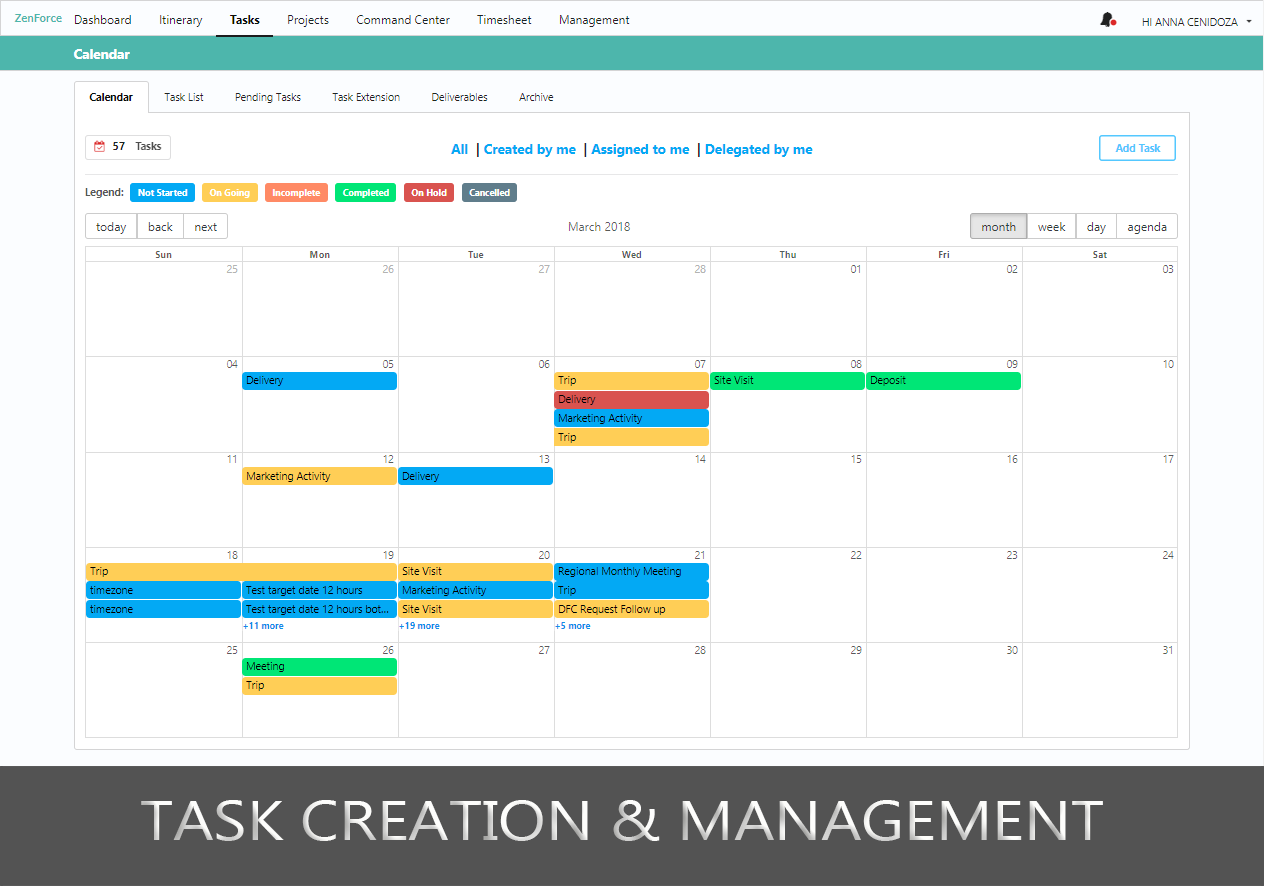 ZenForce Dashboard Itinerary Tasks Projects Command Center Timesheet Management HI ANNA CENIDOZA
Calendar
Calendar Task List Pending Tasks Task Extension Deliverables Archive
57 Tasks All | Created by me | Assigned to me | Delegated by me Add Task
Legend: Not Started On Going Incomplete Completed On Hold Cancelled
today back next March 2018 month week day agenda
Sun Mon Tue Wed Thu Fri Sat
25 26 27 28 01 02 03
04 05 06 07 08 09 10
Delivery Trip Site Visit Deposit
Delivery
Marketing Activity
Trip
11 12 13 14 15 16 17
Marketing Activity Delivery
18 19 20 21 22 23 24
Trip Site Visit Regional Monthly Meeting
timezone Test target date 12 hours Marketing Activity Trip
timezone Test target date 12 hours bot... Site Visit DFC Request Follow up
+11 more +19 more +5 more
25 26 27 28 29 30 31
Meeting
Trip
TASK CREATION & MANAGEMENT